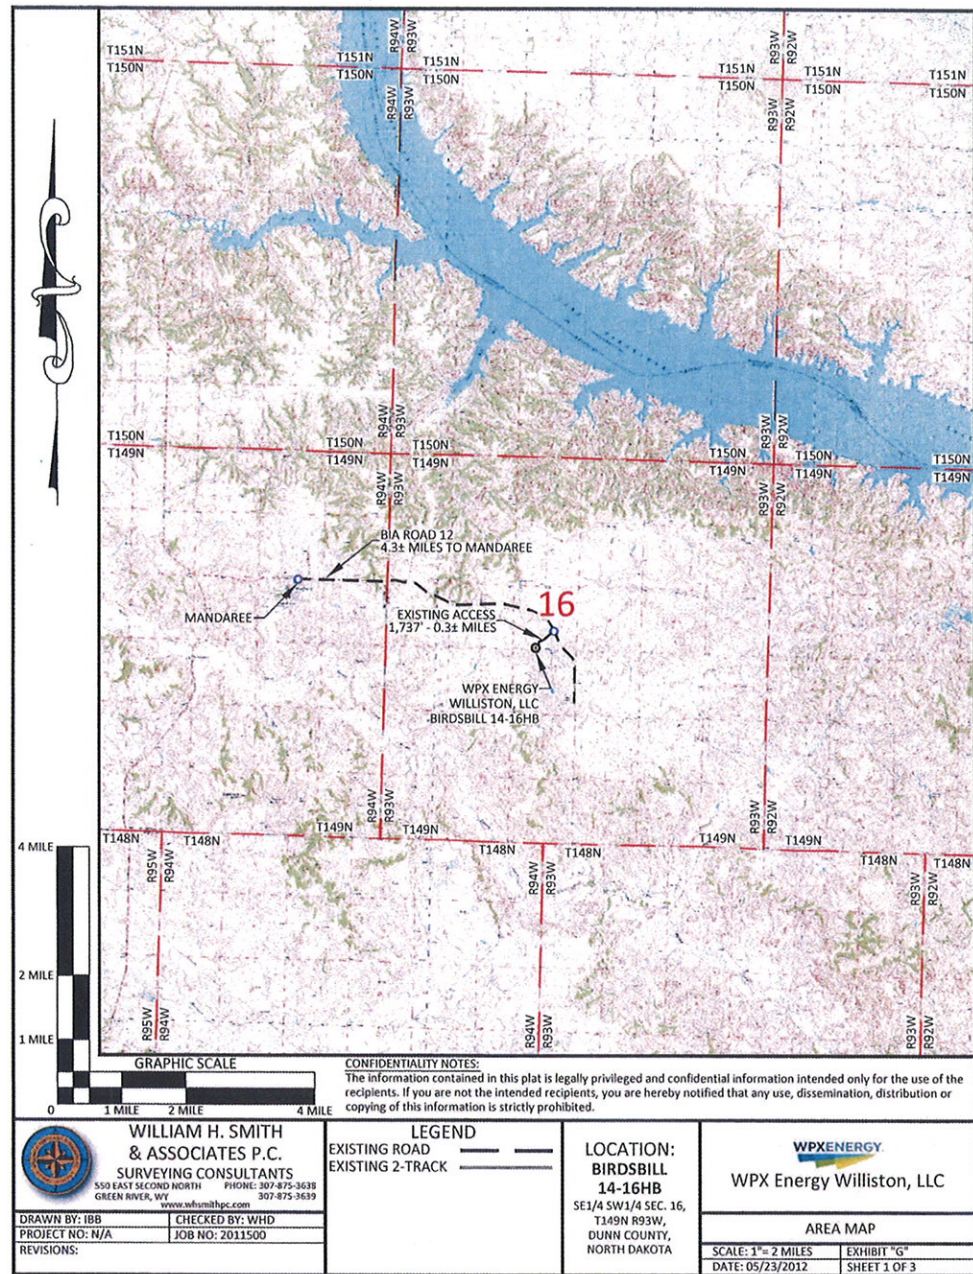 R94W R93W
R93W R92W
T151N T151N T151N T151N T151N T151N
T150N T150N T150N T150N T150N T150N
R94W R93W
R93W R92W
R94W R93W
R93W R92W
T150N T150N T150N T150N T150N T150N
T149N T149N T149N T149N T149N T149N
R94W R93W
R93W R92W
BIA ROAD 12
4.3± MILES TO MANDAREE
MANDAREE
16
EXISTING ACCESS
1,737' - 0.3± MILES
WPX ENERGY
WILLISTON, LLC
BIRDSBILL 14-16HB
R94W R93W
R93W R92W
T148N T148N T149N T149N T148N T148N T149N T149N T148N T148N
R95W R94W
R94W R93W
R93W R92W
R95W R94W
R94W R93W
R93W R92W
4 MILE
2 MILE
1 MILE
GRAPHIC SCALE
0 1 MILE 2 MILE 4 MILE
CONFIDENTIALITY NOTES:
The information contained in this plat is legally privileged and confidential information intended only for the use of the
recipients. If you are not the intended recipients, you are hereby notified that any use, dissemination, distribution or
copying of this information is strictly prohibited.
WILLIAM H. SMITH
& ASSOCIATES P.C.
SURVEYING CONSULTANTS
550 EAST SECOND NORTH PHONE: 307-875-3638
GREEN RIVER, WY 307-875-3639
www.whsmithpc.com
DRAWN BY: IBB CHECKED BY: WHD
PROJECT NO: N/A JOB NO: 2011500
REVISIONS:
LEGEND
EXISTING ROAD
EXISTING 2-TRACK
LOCATION:
BIRDSBILL
14-16HB
SE1/4 SW1/4 SEC. 16,
T149N R93W,
DUNN COUNTY,
NORTH DAKOTA
WPXENERGY
WPX Energy Williston, LLC
AREA MAP
SCALE: 1"= 2 MILES EXHIBIT "G"
DATE: 05/23/2012 SHEET 1 OF 3